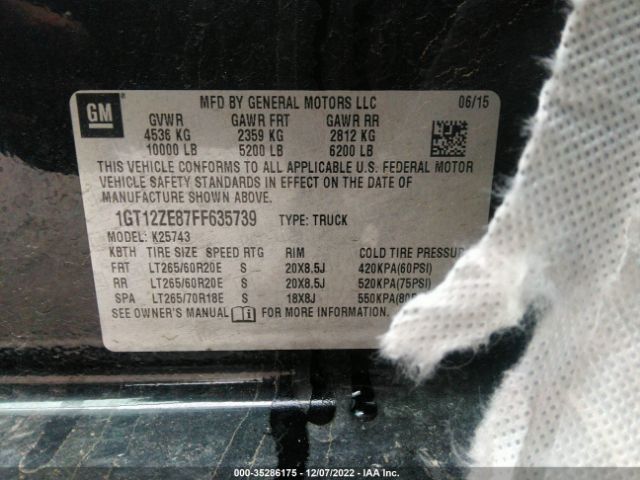 GM
MFD BY GENERAL MOTORS LLC 06/15
GVWR GAWR FRT GAWR RR
4536 KG 2359 KG 2812 KG
10000 LB 5200 LB 6200 LB
THIS VEHICLE CONFORMS TO ALL APPLICABLE U.S. FEDERAL MOTOR
VEHICLE SAFETY STANDARDS IN EFFECT ON THE DATE OF
MANUFACTURE SHOWN ABOVE.
1GT12ZE87FF635739 TYPE: TRUCK
MODEL: K25743
KBTH TIRE SIZE SPEED RTG RIM COLD TIRE PRESSUR
FRT LT265/60R20E S 20X8.5J 420KPA(60PSI)
RR LT265/60R20E S 20X8.5J 520KPA(75PSI)
SPA LT265/70R18E S 18X8J 550KPA(80P
SEE OWNER'S MANUAL FOR MORE INFORMATION.
000-35286175 - 12/07/2022 - IAA Inc.